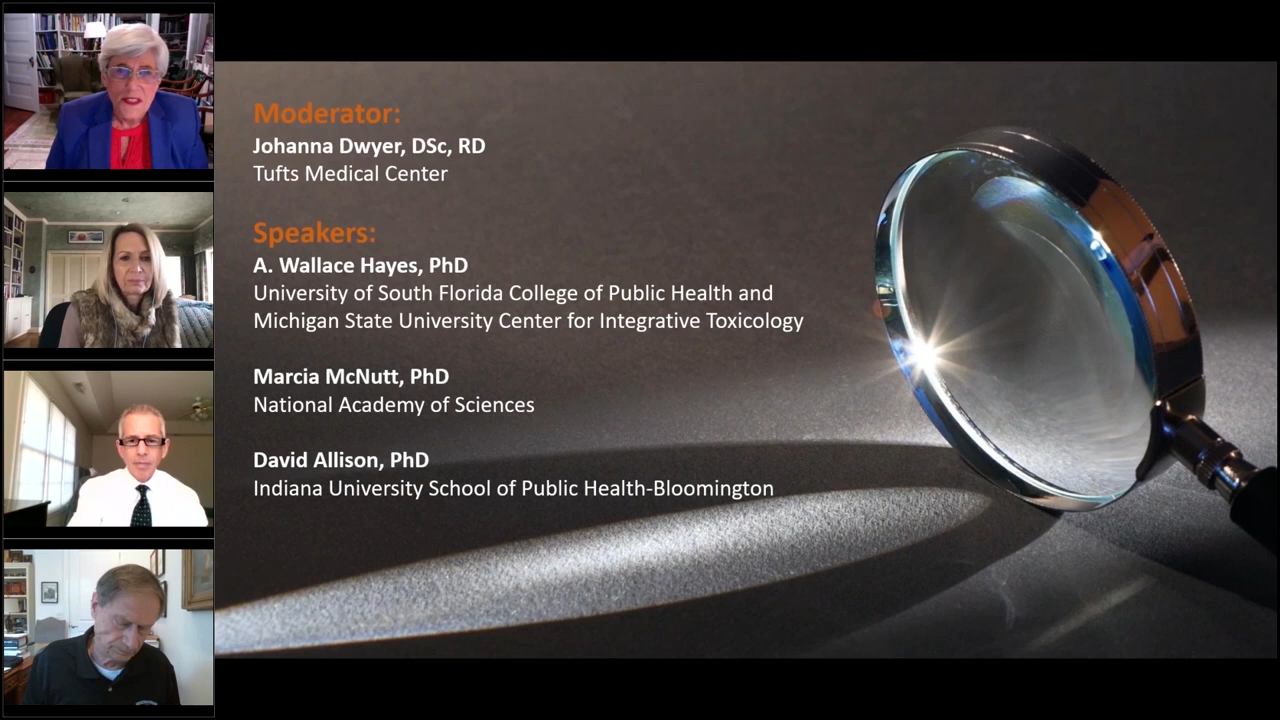 Moderator:
Johanna Dwyer, DSc, RD
Tufts Medical Center
Speakers:
A. Wallace Hayes, PhD
University of South Florida College of Public Health and
Michigan State University Center for Integrative Toxicology
Marcia McNutt, PhD
National Academy of Sciences
David Allison, PhD
Indiana University School of Public Health-Bloomington